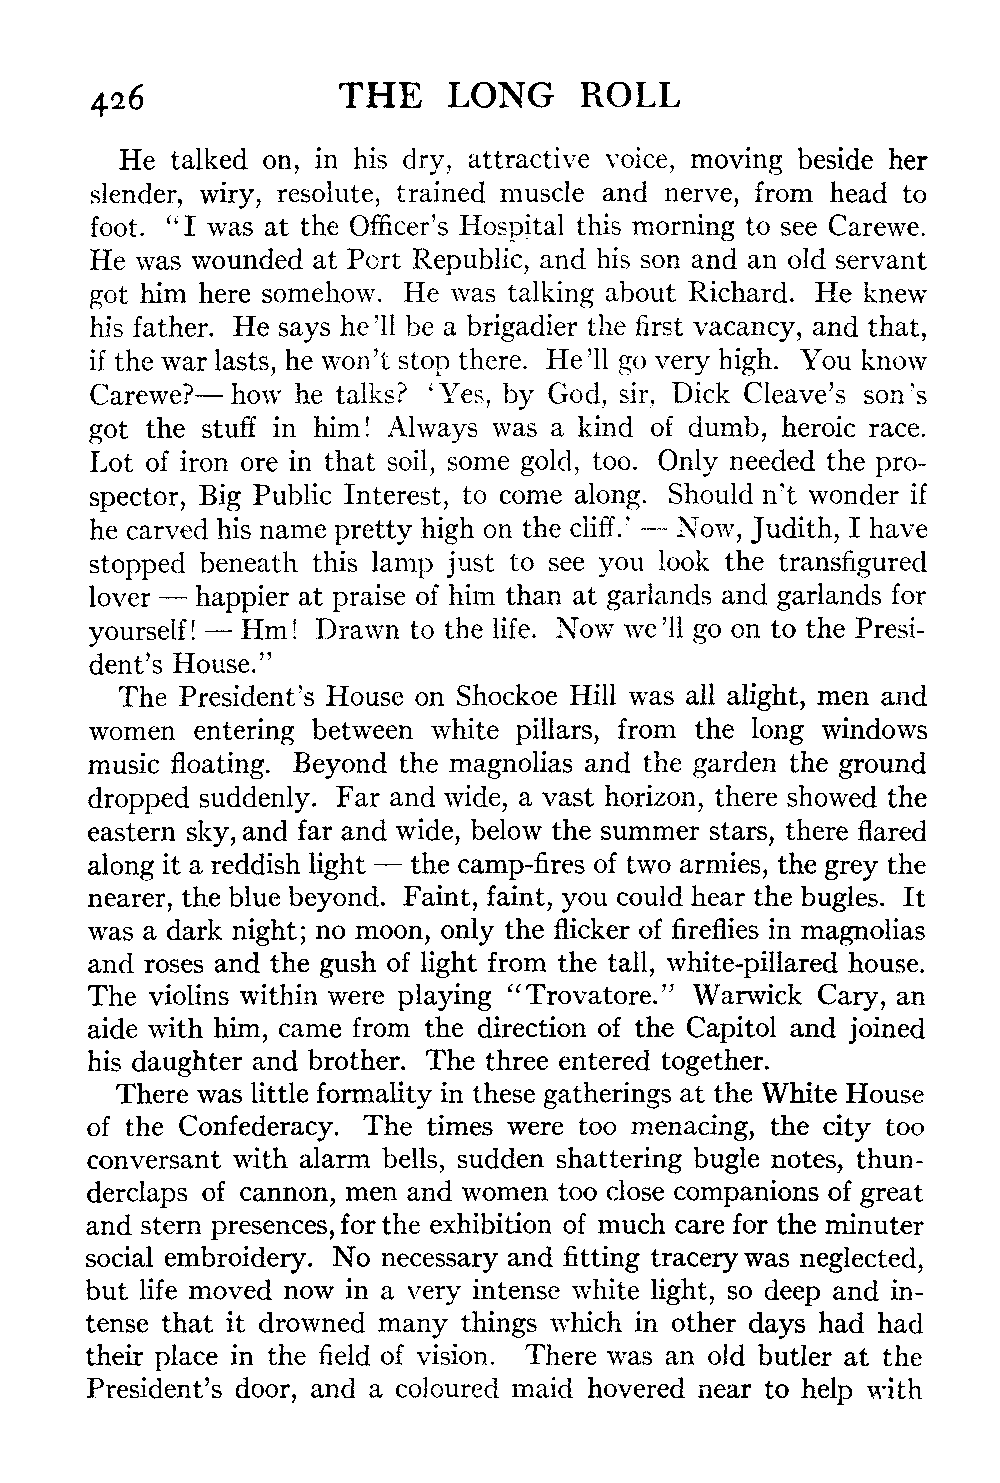 426 THE LONG ROLL
He talked on, in his dry, attractive voice, moving beside her
slender, wiry, resolute, trained muscle and nerve, from head to
foot. "I was at the Officer's Hospital this morning to see Carewe.
He was wounded at Port Republic, and his son and an old servant
got him here somehow. He was talking about Richard. He knew
his father. He says he'll be a brigadier the first vacancy, and that,
if the war lasts, he won't stop there. He'll go very high. You know
Carewe?— how he talks? 'Yes, by God, sir, Dick Cleave's son's
got the stuff in him! Always was a kind of dumb, heroic race.
Lot of iron ore in that soil, some gold, too. Only needed the pro-
spector, Big Public Interest, to come along. Should n't wonder if
he carved his name pretty high on the cliff.' — Now, Judith, I have
stopped beneath this lamp just to see you look the transfigured
lover — happier at praise of him than at garlands and garlands for
yourself! — Hm! Drawn to the life. Now we'll go on to the Presi-
dent's House."
The President's House on Shockoe Hill was all alight, men and
women entering between white pillars, from the long windows
music floating. Beyond the magnolias and the garden the ground
dropped suddenly. Far and wide, a vast horizon, there showed the
eastern sky, and far and wide, below the summer stars, there flared
along it a reddish light — the camp-fires of two armies, the grey the
nearer, the blue beyond. Faint, faint, you could hear the bugles. It
was a dark night; no moon, only the flicker of fireflies in magnolias
and roses and the gush of light from the tall, white-pillared house.
The violins within were playing "Trovatore." Warwick Cary, an
aide with him, came from the direction of the Capitol and joined
his daughter and brother. The three entered together.
There was little formality in these gatherings at the White House
of the Confederacy. The times were too menacing, the city too
conversant with alarm bells, sudden shattering bugle notes, thun-
derclaps of cannon, men and women too close companions of great
and stern presences, for the exhibition of much care for the minuter
social embroidery. No necessary and fitting tracery was neglected,
but life moved now in a very intense white light, so deep and in-
tense that it drowned many things which in other days had had
their place in the field of vision. There was an old butler at the
President's door, and a coloured maid hovered near to help with